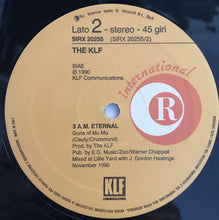 Lato 2 - stereo - 45 giri
SIRX 20255 (SIRX 20255/2)
THE KLF
SIAE
℗ 1990
KLF Communications
international
R
3 A.M. ETERNAL
Guns of Mu Mu
(Cauty/Drummond)
Prod. by The KLF
Pub. by E.G. Music/Zoo/Warner Chappell
Mixed at Lillie Yard with J. Gordon Hastings
November 1990
KLF
COMMUNICATIONS